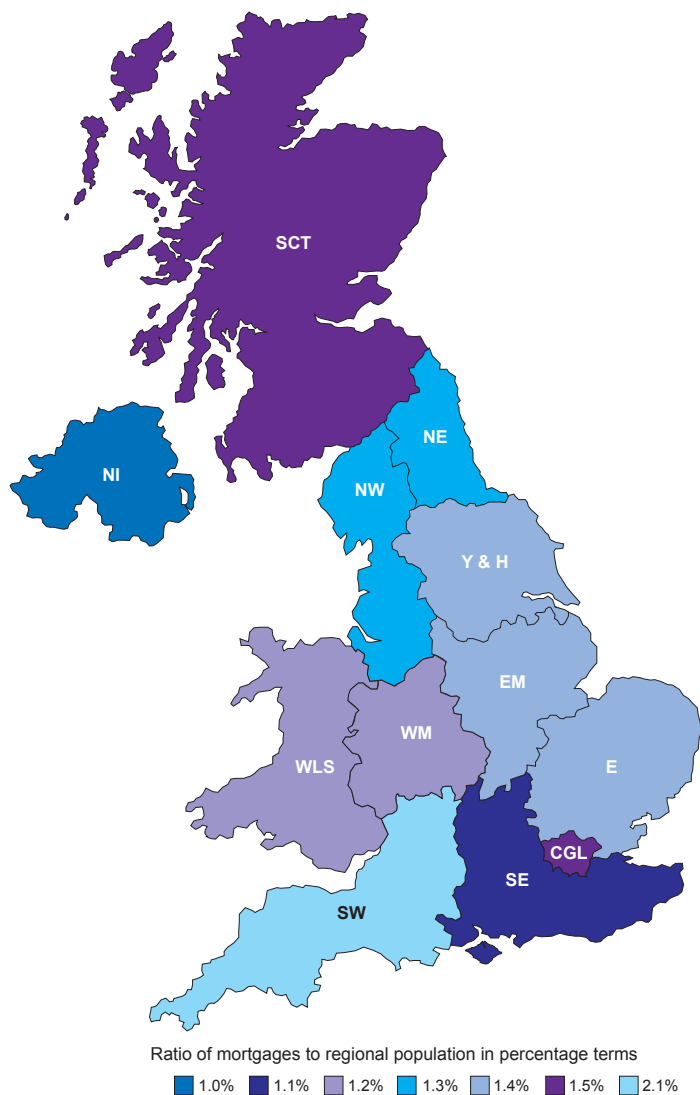 SCT
NE
NI
NW
Y & H
EM
WM
E
WLS
CGL
SE
SW
Ratio of mortgages to regional population in percentage terms
1.0% 1.1% 1.2% 1.3% 1.4% 1.5% 2.1%